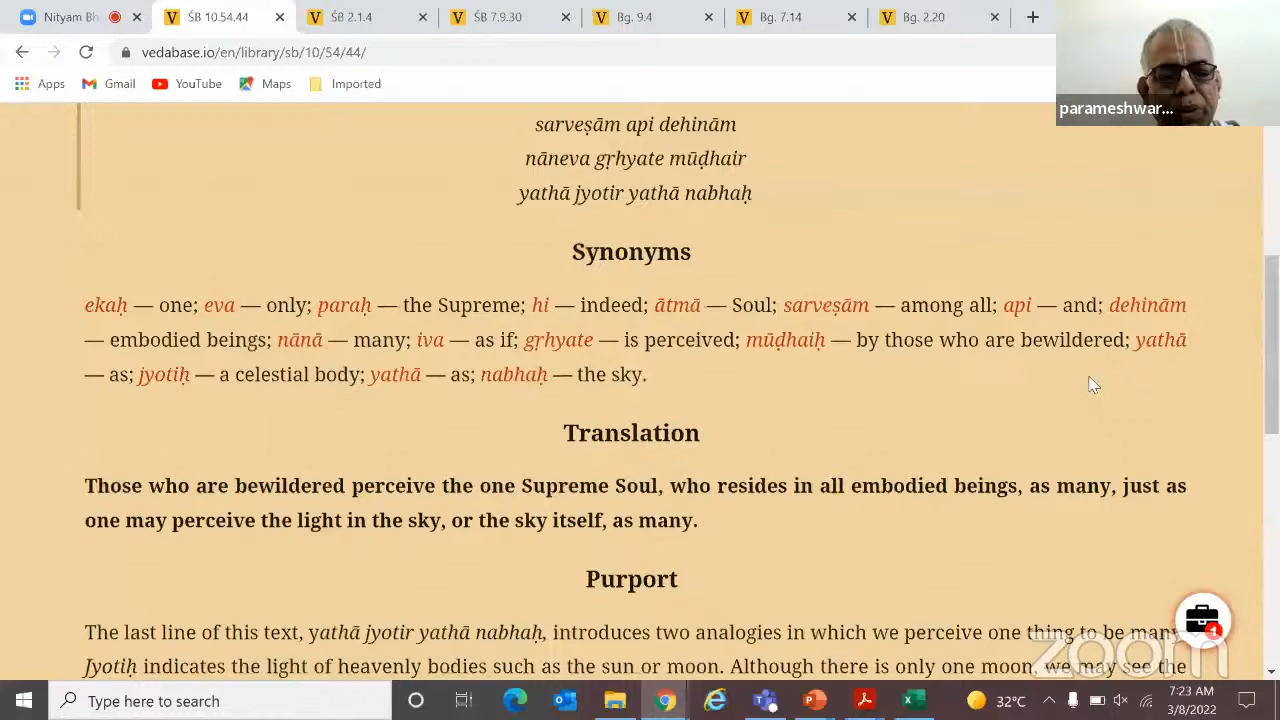 Nityam Bh
ŚB 10.54.44
ŚB 2.1.4
ŚB 7.9.30
Bg. 9.4
Bg. 7.14
Bg. 2.20
vedabase.io/en/library/sb/10/54/44/
Apps
Gmail
YouTube
Maps
Imported
parameshwar...
sarveṣām api dehinām
nāneva gṛhyate mūḍhair
yathā jyotir yathā nabhaḥ
Synonyms
ekaḥ — one; eva — only; paraḥ — the Supreme; hi — indeed; ātmā — Soul; sarveṣām — among all; api — and; dehinām
— embodied beings; nānā — many; iva — as if; gṛhyate — is perceived; mūḍhaiḥ — by those who are bewildered; yathā
— as; jyotiḥ — a celestial body; yathā — as; nabhaḥ — the sky.
Translation
Those who are bewildered perceive the one Supreme Soul, who resides in all embodied beings, as many, just as
one may perceive the light in the sky, or the sky itself, as many.
Purport
The last line of this text, yathā jyotir yathā nabhaḥ, introduces two analogies in which we perceive one thing to be many.
Jyotiḥ indicates the light of heavenly bodies such as the sun or moon. Although there is only one moon, we may see the
1
zoom
Type here to search
32°C
7:23 AM
3/8/2022